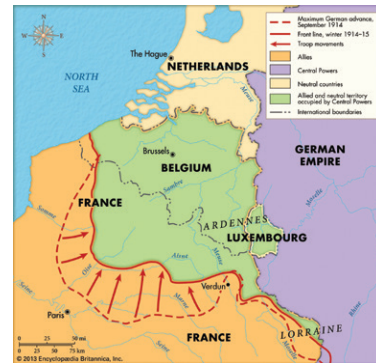 Maximum German advance,
September 1914
Front line, winter 1914–15
Troop movements
Allies
Central Powers
Neutral countries
Allied and neutral territory
occupied by Central Powers
International boundaries
N
The Hague
NETHERLANDS
NORTH
SEA
Meuse
Brussels
BELGIUM
GERMAN
EMPIRE
Sambre
FRANCE
Moselle
ARDENNES
LUXEMBOURG
Somme
Oise
Aisne
Meuse
Rhine
Verdun
Seine
Marne
Paris
LORRAINE
FRANCE
Seine
0 25 50 mi
0 40 75 km
© 2013 Encyclopædia Britannica, Inc.